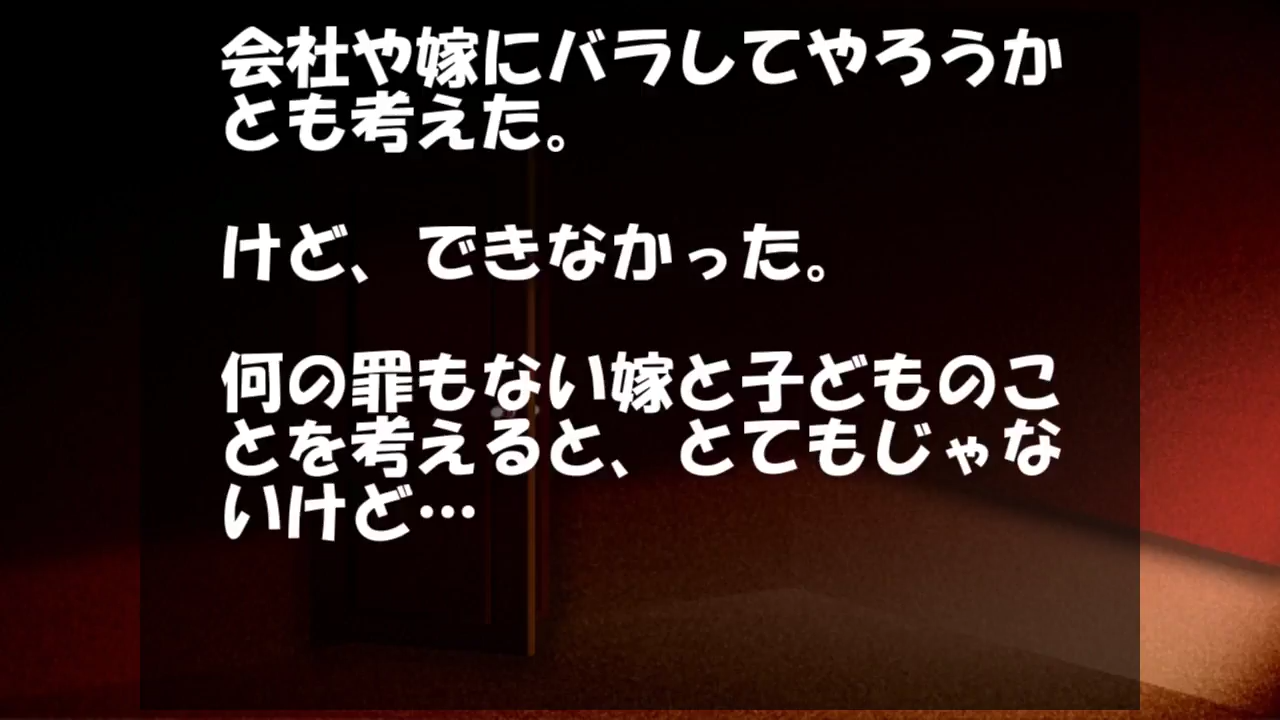 会社や嫁にバラしてやろうか
とも考えた。
けど、できなかった。
何の罪もない嫁と子どものこ
とを考えると、とてもじゃな
いけど…